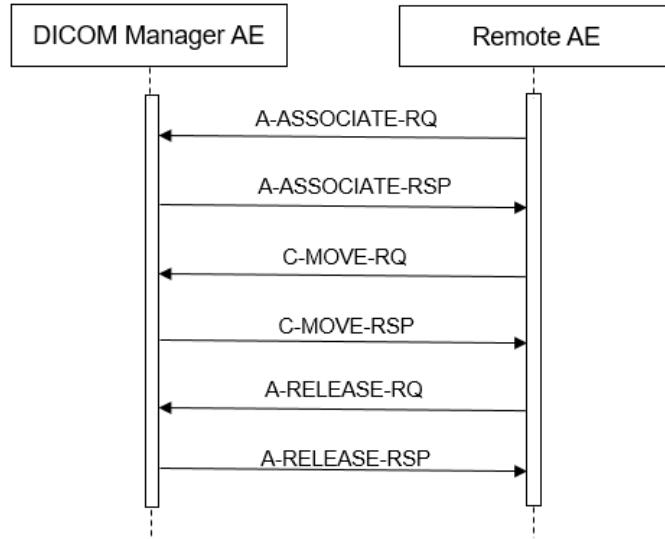 DICOM Manager AE
Remote AE
A-ASSOCIATE-RQ
A-ASSOCIATE-RSP
C-MOVE-RQ
C-MOVE-RSP
A-RELEASE-RQ
A-RELEASE-RSP